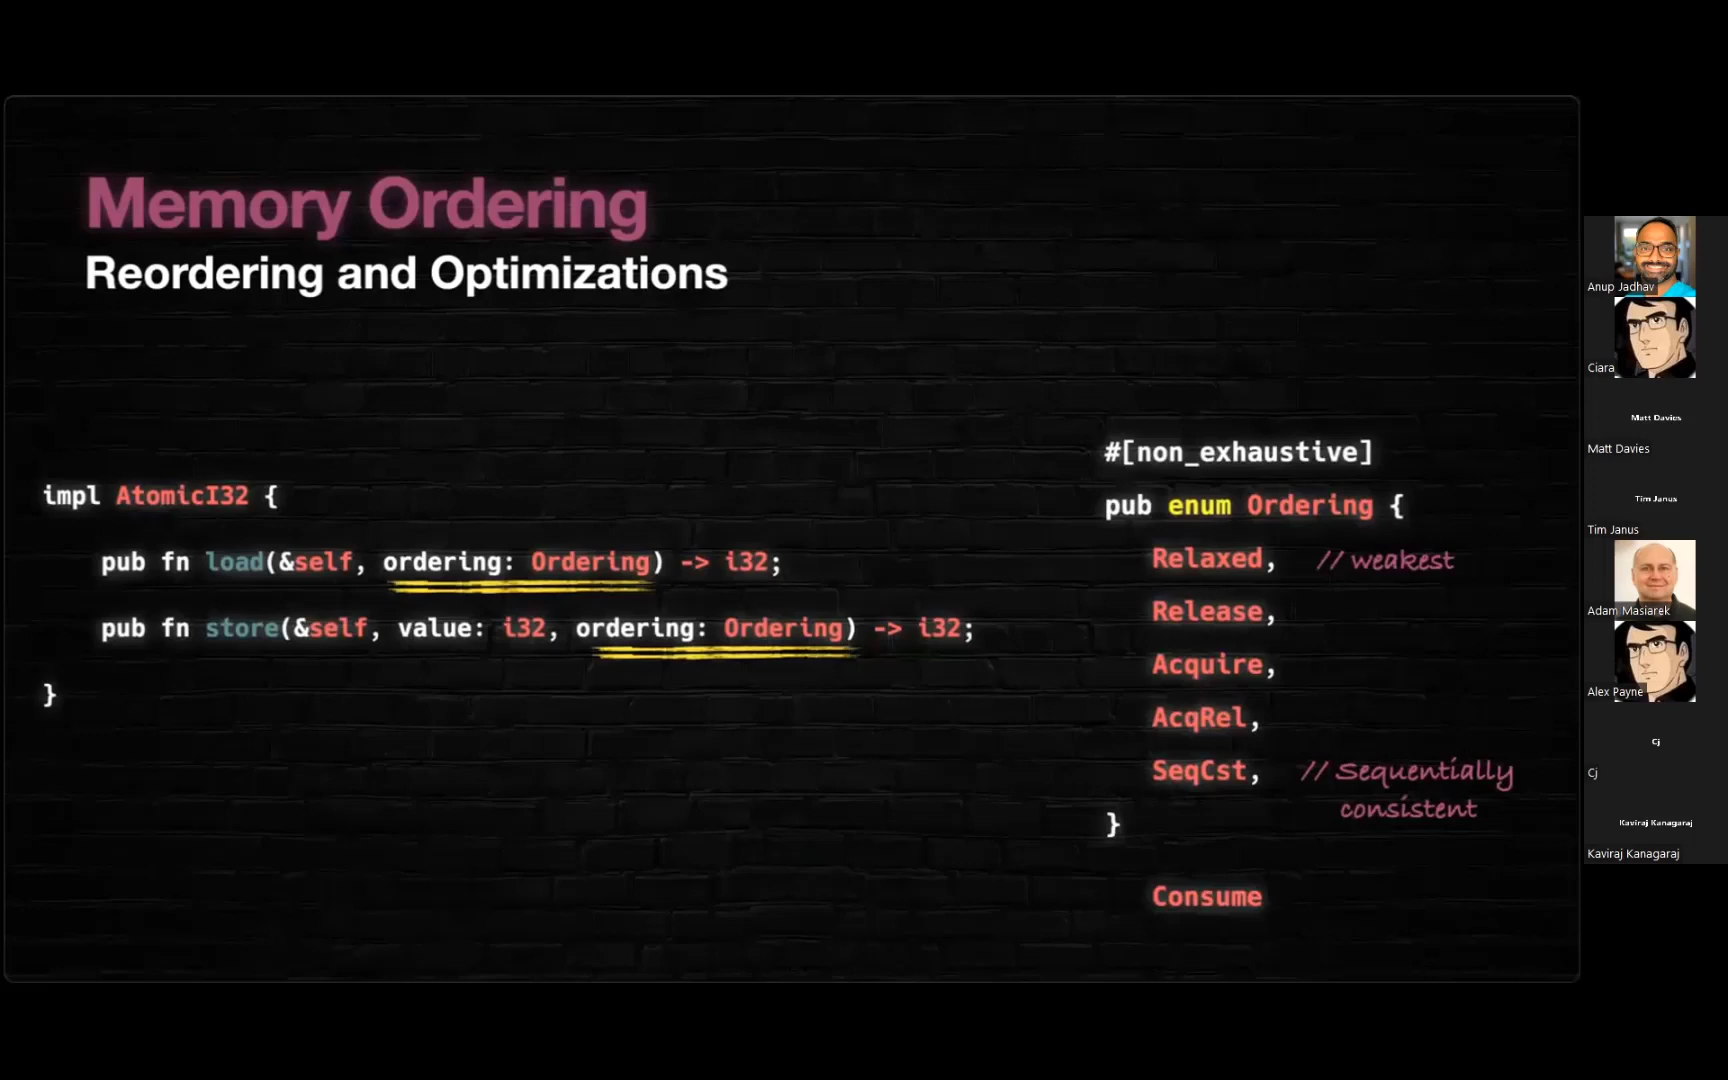 Memory Ordering
Reordering and Optimizations
impl AtomicI32 {
pub fn load(&self, ordering: Ordering) -> i32;
pub fn store(&self, value: i32, ordering: Ordering) -> i32;
}
#[non_exhaustive]
pub enum Ordering {
Relaxed, // weakest
Release,
Acquire,
AcqRel,
SeqCst, // Sequentially
consistent
}
Consume
Anup Jadhav
Ciara
Matt Davies
Matt Davies
Tim Janus
Tim Janus
Adam Masiarek
Alex Payne
Cj
Cj
Kaviraj Kanagaraj
Kaviraj Kanagaraj